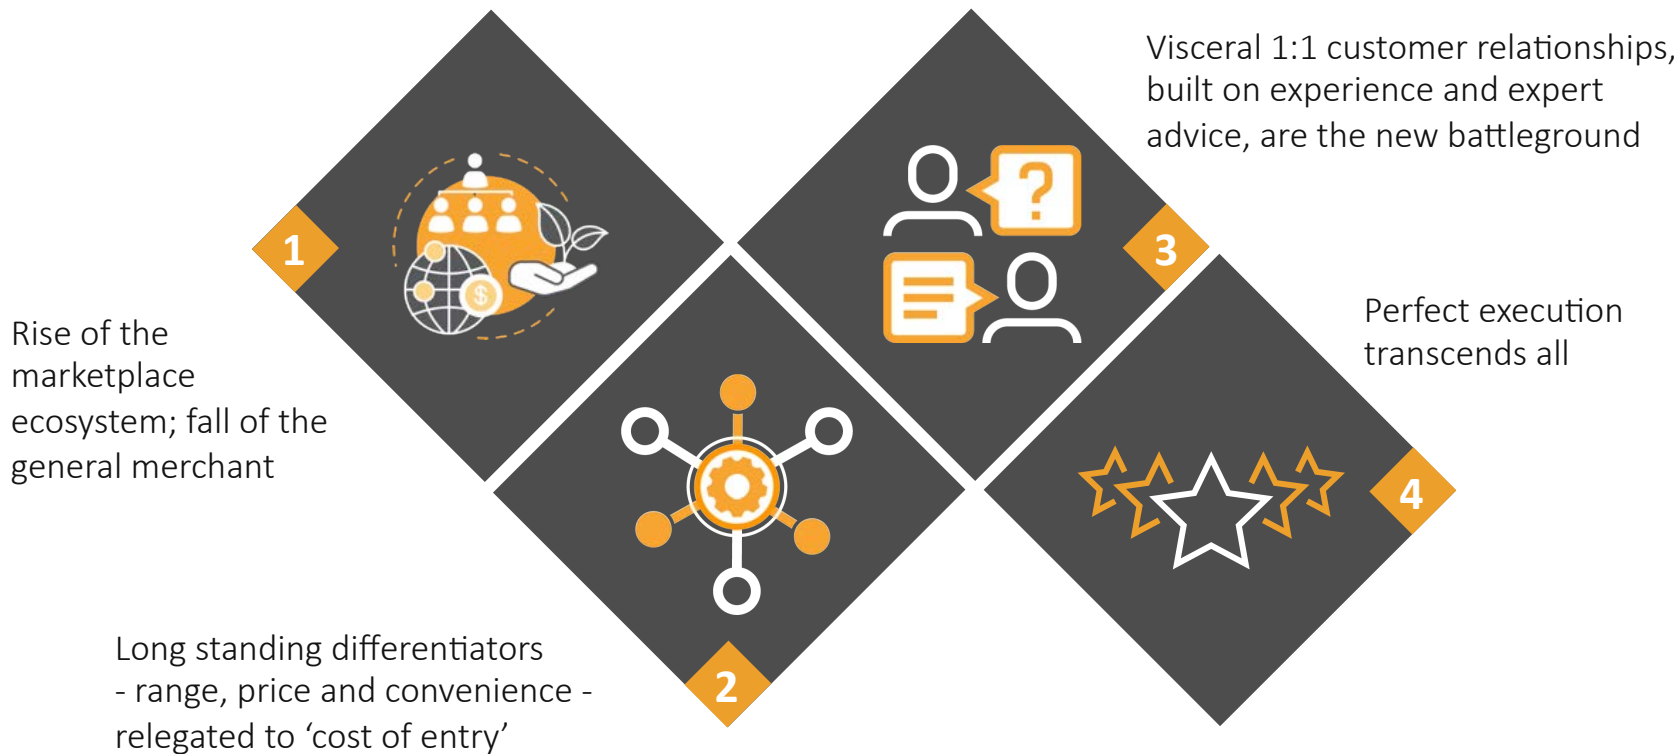 1
Rise of the
marketplace
ecosystem; fall of the
general merchant
$
2
Long standing differentiators
- range, price and convenience -
relegated to ‘cost of entry’
3
Visceral 1:1 customer relationships,
built on experience and expert
advice, are the new battleground
?
4
Perfect execution
transcends all